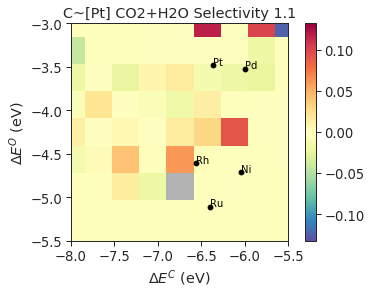 C~[Pt] CO2+H2O Selectivity 1.1
−3.0
−3.5
−4.0
−4.5
−5.0
−5.5
ΔE^O (eV)
Pt
Pd
Rh
Ni
Ru
−8.0 −7.5 −7.0 −6.5 −6.0 −5.5
ΔE^C (eV)
0.10
0.05
0.00
−0.05
−0.10